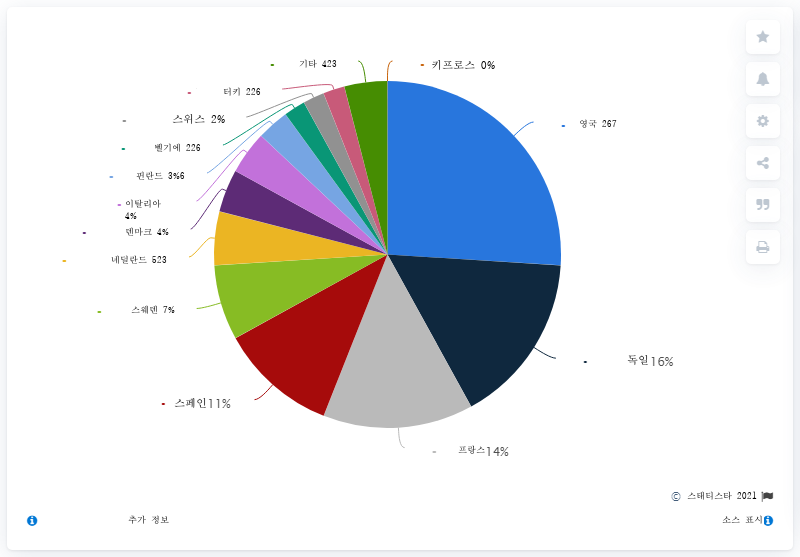 기타 423
키프로스 0%
터키 226
스위스 2%
영국 267
벨기에 226
핀란드 3%6
이탈리아
4%
덴마크 4%
네덜란드 523
스웨덴 7%
독일16%
스페인11%
프랑스14%
© 스태티스타 2021
추가 정보
소스 표시